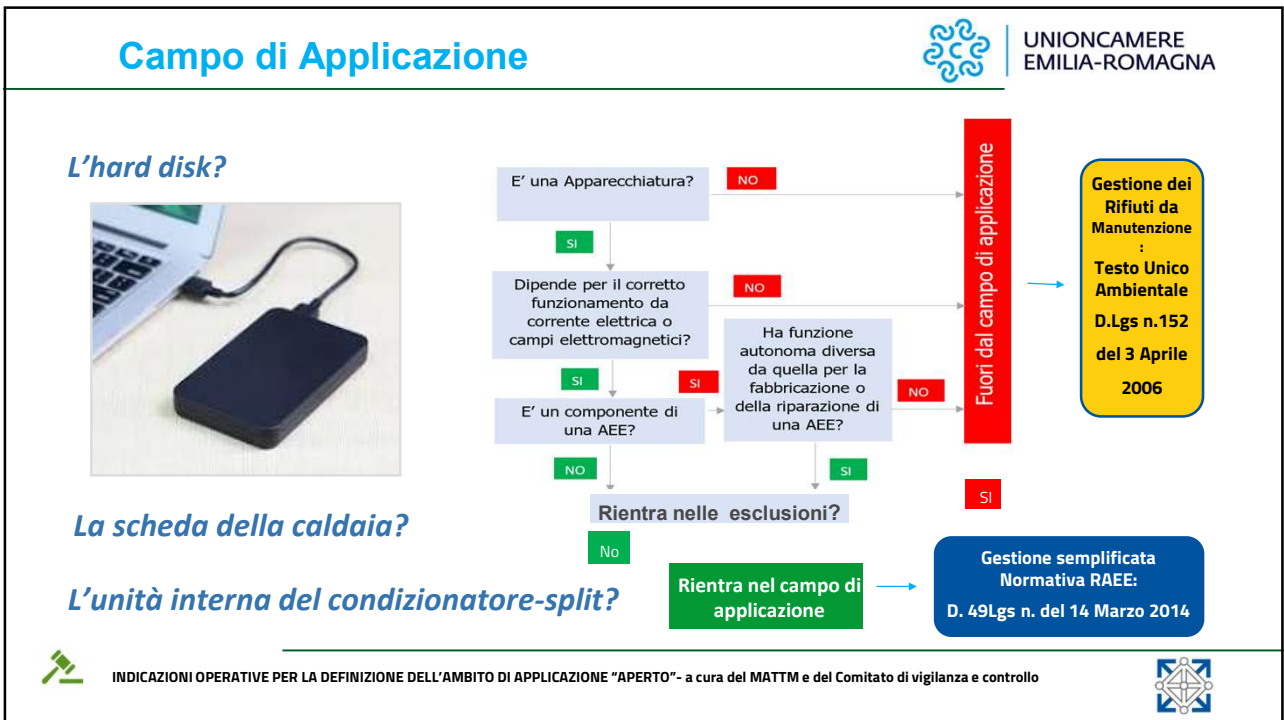 Campo di Applicazione
UNIONCAMERE
EMILIA-ROMAGNA
L’hard disk?
E’ una Apparecchiatura?
NO
SI
Dipende per il corretto
funzionamento da
corrente elettrica o
campi elettromagnetici?
NO
SI
E’ un componente di
una AEE?
SI
Ha funzione
autonoma diversa
da quella per la
fabbricazione o
della riparazione di
una AEE?
NO
NO
SI
Fuori dal campo di applicazione
Gestione dei
Rifiuti da
Manutenzione
:
Testo Unico
Ambientale
D.Lgs n.152
del 3 Aprile
2006
La scheda della caldaia?
Rientra nelle esclusioni?
SI
No
L’unità interna del condizionatore-split?
Rientra nel campo di
applicazione
Gestione semplificata
Normativa RAEE:
D. 49Lgs n. del 14 Marzo 2014
INDICAZIONI OPERATIVE PER LA DEFINIZIONE DELL’AMBITO DI APPLICAZIONE “APERTO”- a cura del MATTM e del Comitato di vigilanza e controllo